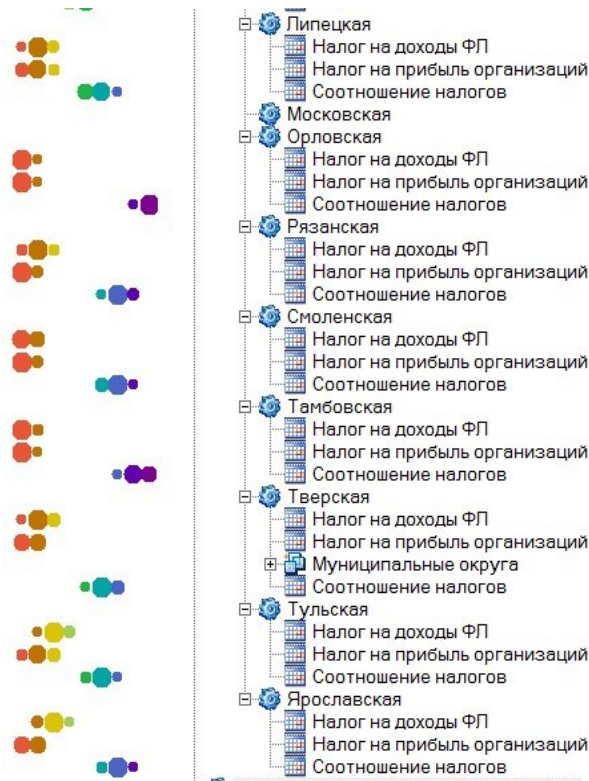 Липецкая
Налог на доходы ФЛ
Налог на прибыль организаций
Соотношение налогов
Московская
Орловская
Налог на доходы ФЛ
Налог на прибыль организаций
Соотношение налогов
Рязанская
Налог на доходы ФЛ
Налог на прибыль организаций
Соотношение налогов
Смоленская
Налог на доходы ФЛ
Налог на прибыль организаций
Соотношение налогов
Тамбовская
Налог на доходы ФЛ
Налог на прибыль организаций
Соотношение налогов
Тверская
Налог на доходы ФЛ
Налог на прибыль организаций
Муниципальные округа
Соотношение налогов
Тульская
Налог на доходы ФЛ
Налог на прибыль организаций
Соотношение налогов
Ярославская
Налог на доходы ФЛ
Налог на прибыль организаций
Соотношение налогов